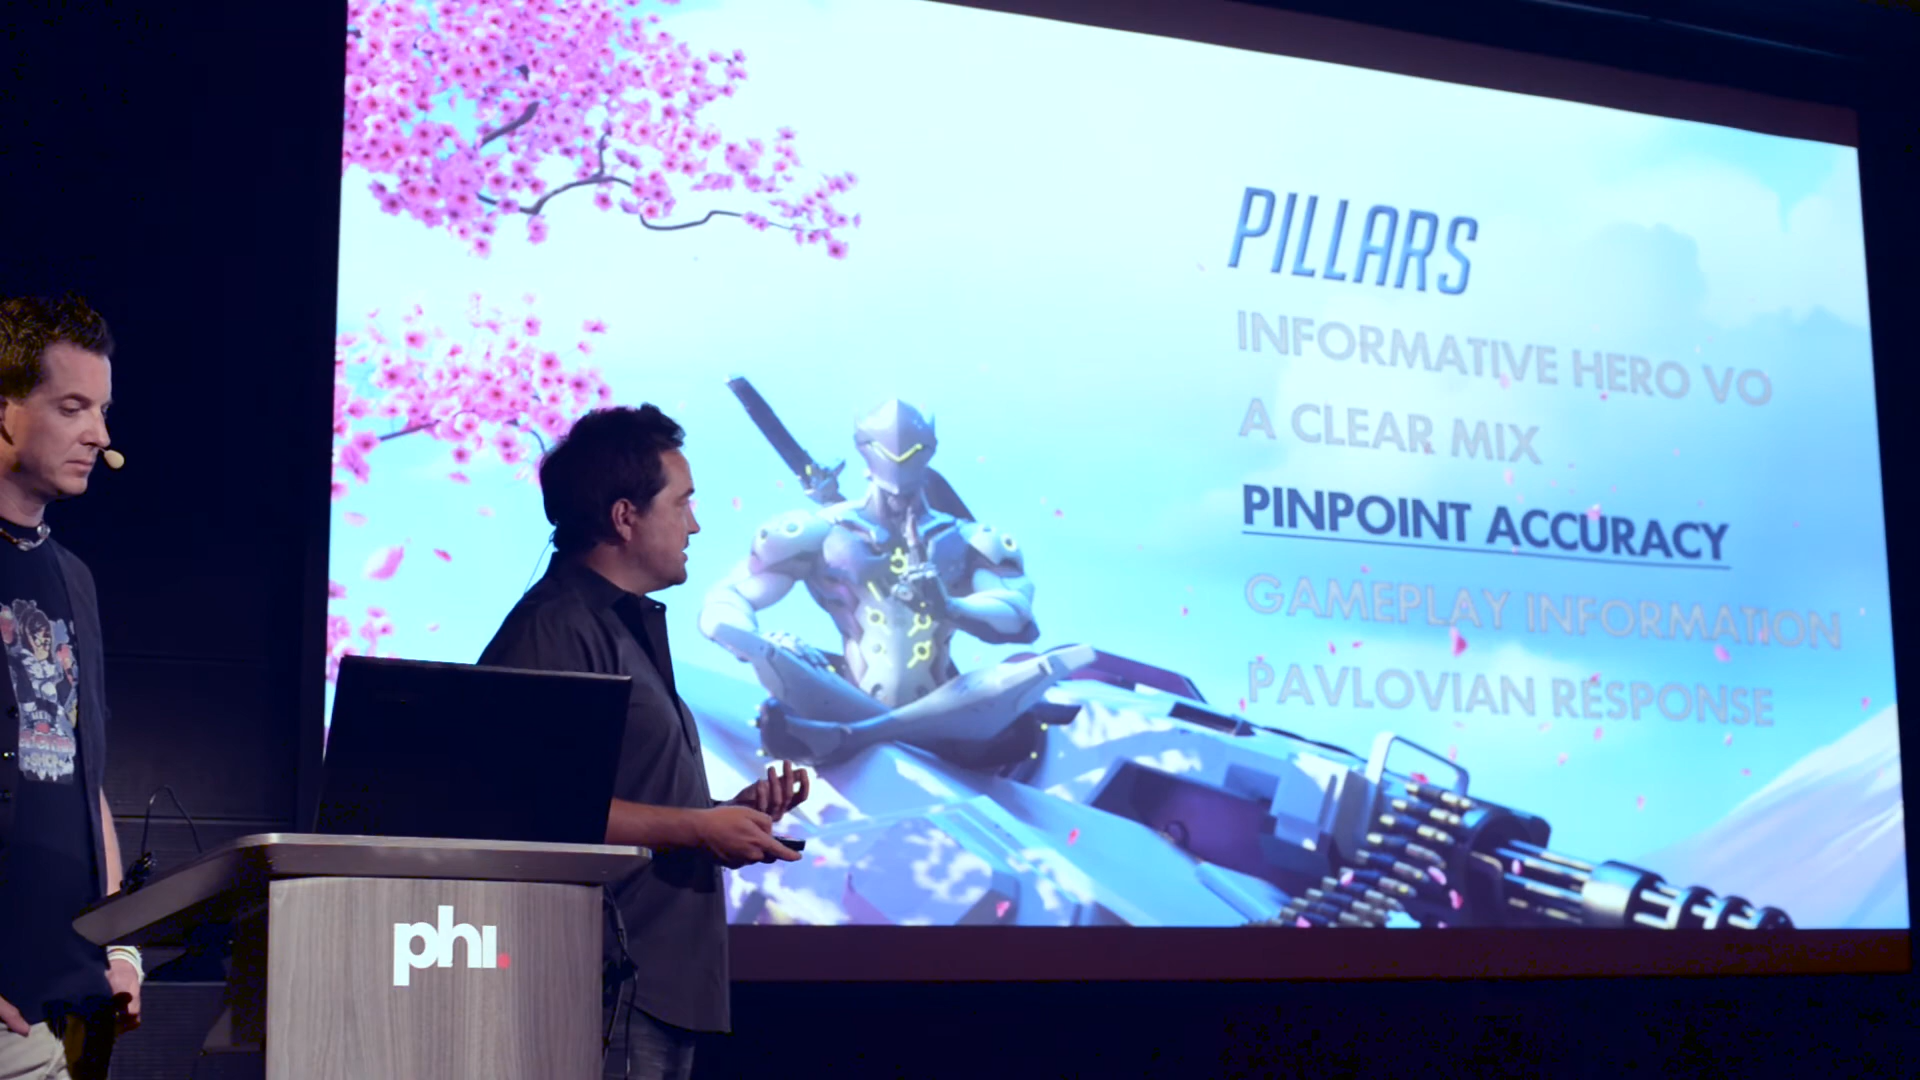 PILLARS
INFORMATIVE HERO VO
A CLEAR MIX
PINPOINT ACCURACY
GAMEPLAY INFORMATION
PAVLOVIAN RESPONSE
phi.